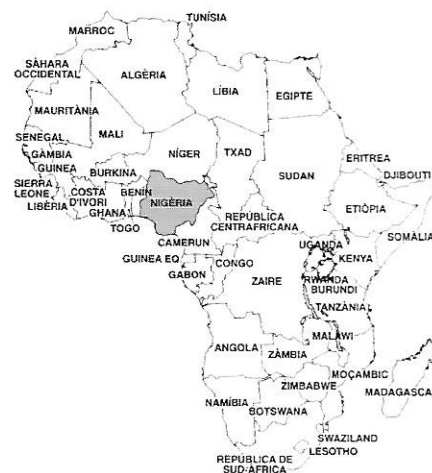 TUNÍSIA
MARROC
SÀHARA
OCCIDENTAL
ALGÈRIA
LÍBIA
EGIPTE
MAURITÀNIA
MALI
NÍGER
TXAD
SENEGAL
GÀMBIA
GUINEA
BURKINA
SUDAN
ERITREA
DJIBOUTI
SIERRA
LEONE
COSTA
D'IVORI
BENÍN
NIGÈRIA
LIBÈRIA
GHANA
TOGO
REPÚBLICA
CENTREAFRICANA
ETIÒPIA
SOMÀLIA
CAMERUN
GUINEA EQ.
GABON
CONGO
UGANDA
KENYA
ZAIRE
RWANDA
BURUNDI
TANZÀNIA
ANGOLA
MALAWI
ZÀMBIA
MOÇAMBIC
ZIMBABWE
MADAGASCA
NAMÍBIA
BOTSWANA
SWAZILAND
LESOTHO
REPÚBLICA DE
SUD-ÀFRICA